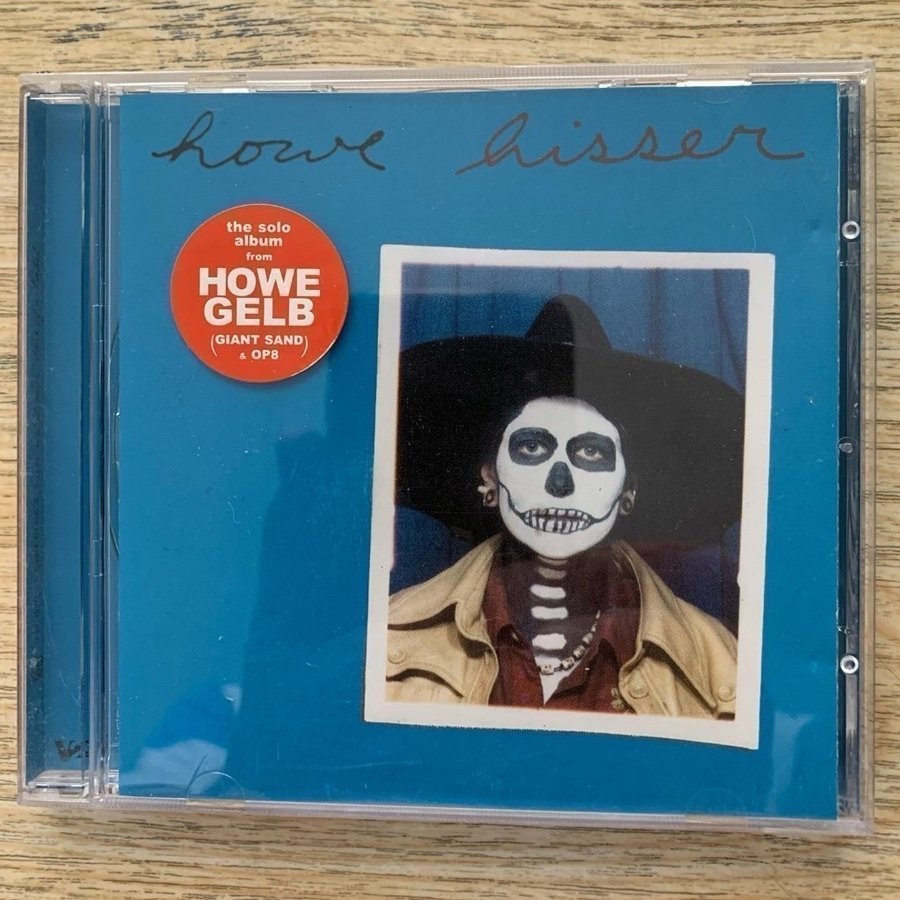 howe hisser
the solo
album
from
HOWE
GELB
(GIANT SAND)
& OP8